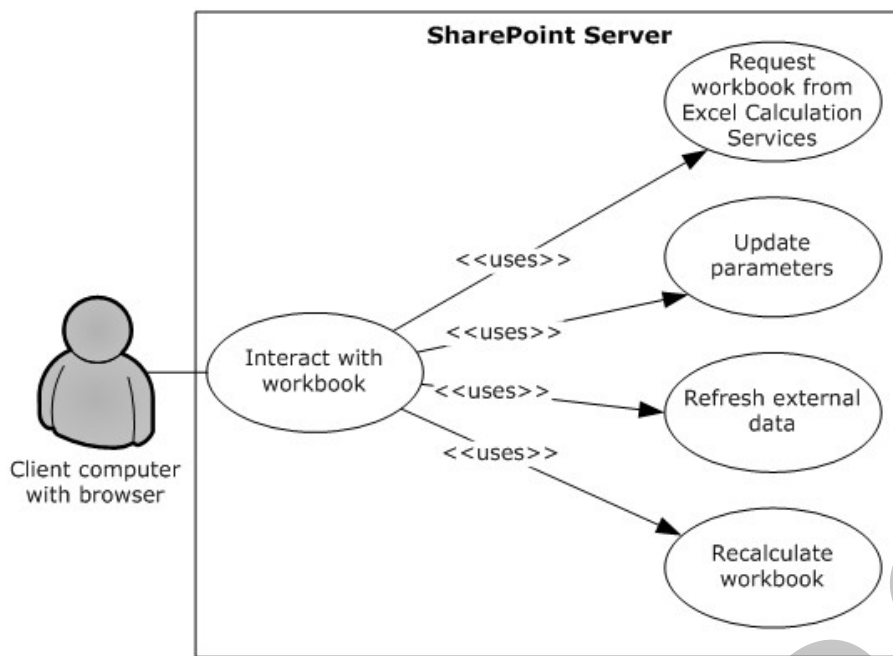 SharePoint Server
Request
workbook from
Excel Calculation
Services
<<uses>>
Update
parameters
<<uses>>
Interact with
workbook
<<uses>>
Refresh external
data
<<uses>>
Client computer
with browser
Recalculate
workbook